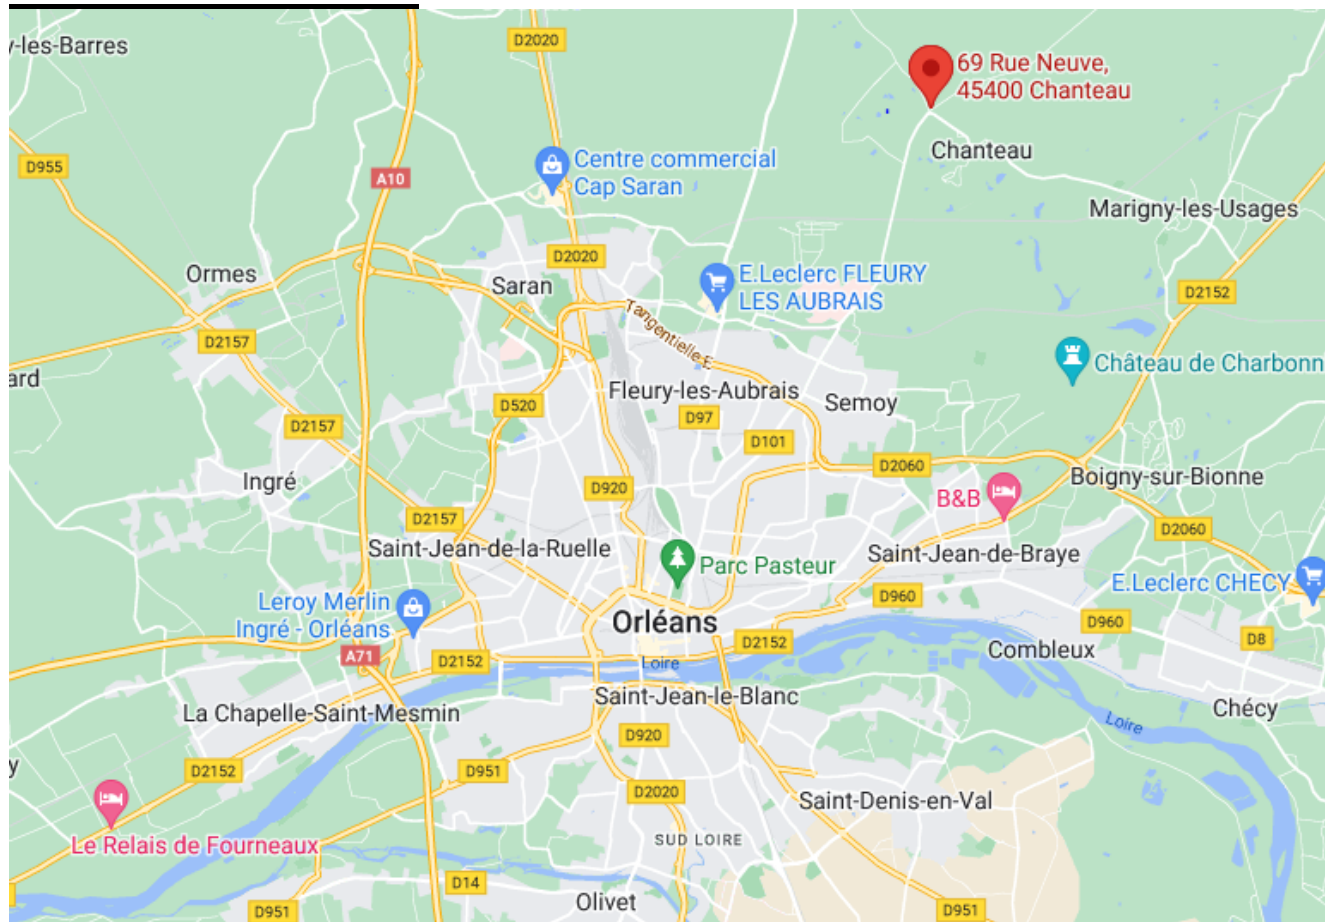 y-les-Barres
D2020
69 Rue Neuve,
45400 Chanteau
Chanteau
D955
A10
Centre commercial
Cap Saran
Marigny-les-Usages
D2020
Ormes
Saran
E.Leclerc FLEURY
LES AUBRAIS
D2152
D2157
Tangentielle E
Château de Charbonn
ard
Fleury-les-Aubrais
Semoy
D520
D97
D2157
D101
D2060
Ingré
D920
B&B
Boigny-sur-Bionne
D2157
D2060
Saint-Jean-de-la-Ruelle
Saint-Jean-de-Braye
Parc Pasteur
E.Leclerc CHECY
Leroy Merlin
Ingré - Orléans
D960
Orléans
D960
D2152
D8
A71
D2152
Loire
Combleux
Saint-Jean-le-Blanc
La Chapelle-Saint-Mesmin
Chécy
Loire
D920
y
D2152
D951
D2020
Saint-Denis-en-Val
Le Relais de Fourneaux
SUD LOIRE
D14
Olivet
D951
D951